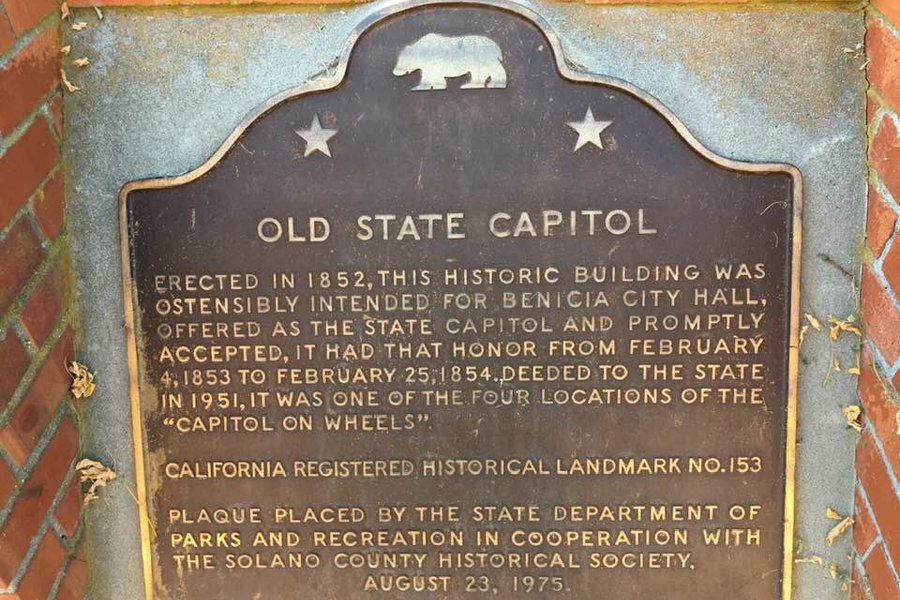 OLD STATE CAPITOL
ERECTED IN 1852, THIS HISTORIC BUILDING WAS
OSTENSIBLY INTENDED FOR BENICIA CITY HALL,
OFFERED AS THE STATE CAPITOL AND PROMPTLY
ACCEPTED, IT HAD THAT HONOR FROM FEBRUARY
4, 1853 TO FEBRUARY 25, 1854. DEEDED TO THE STATE
IN 1951, IT WAS ONE OF THE FOUR LOCATIONS OF THE
"CAPITOL ON WHEELS".
CALIFORNIA REGISTERED HISTORICAL LANDMARK NO. 153
PLAQUE PLACED BY THE STATE DEPARTMENT OF
PARKS AND RECREATION IN COOPERATION WITH
THE SOLANO COUNTY HISTORICAL SOCIETY,
AUGUST 23, 1975.